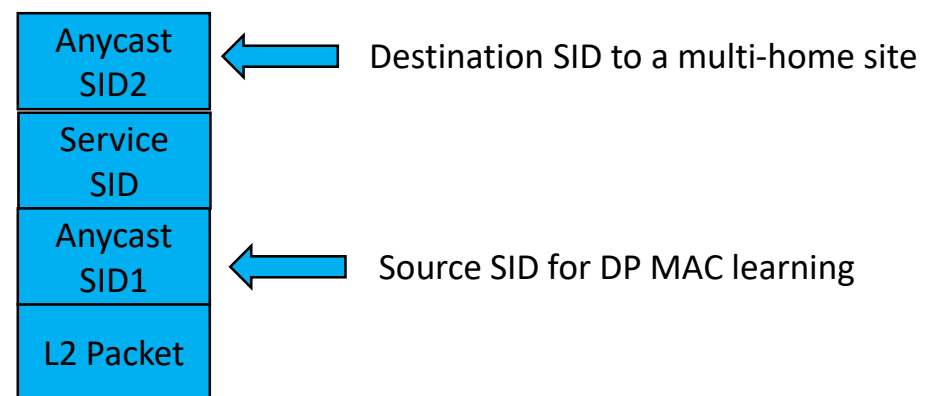 Anycast
SID2
Destination SID to a multi-home site
Service
SID
Anycast
SID1
Source SID for DP MAC learning
L2 Packet